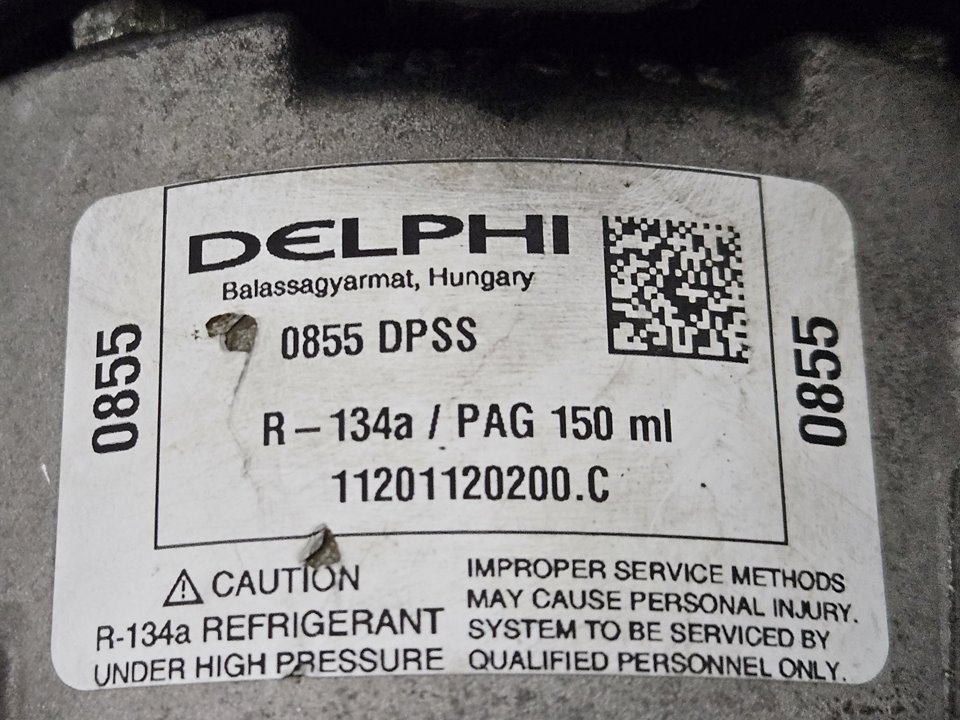 DELPHI
Balassagyarmat, Hungary
0855 DPSS
R – 134a / PAG 150 ml
11201120200.C
0855
0855
⚠ CAUTION
R-134a REFRIGERANT
UNDER HIGH PRESSURE
IMPROPER SERVICE METHODS
MAY CAUSE PERSONAL INJURY.
SYSTEM TO BE SERVICED BY
QUALIFIED PERSONNEL ONLY.